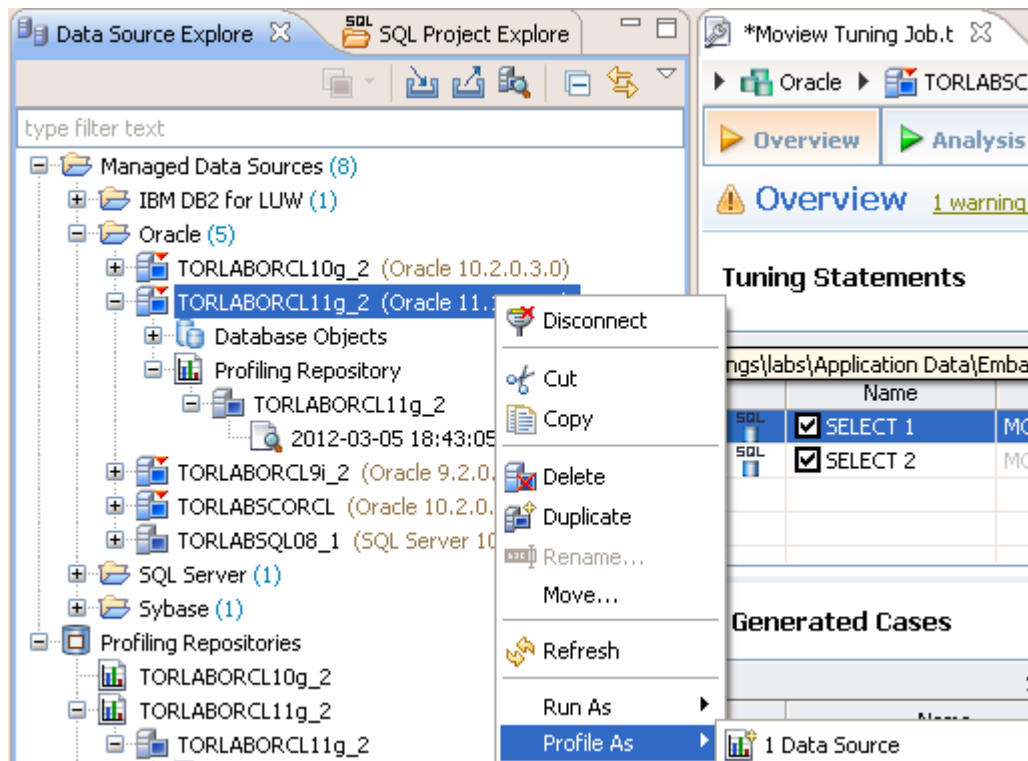 Data Source Explore
SQL SQL Project Explore
type filter text
Managed Data Sources (8)
IBM DB2 for LUW (1)
Oracle (5)
TORLABORCL10g_2 (Oracle 10.2.0.3.0)
TORLABORCL11g_2 (Oracle 11.
Database Objects
Profiling Repository
TORLABORCL11g_2
2012-03-05 18:43:05
TORLABORCL9i_2 (Oracle 9.2.0.
TORLABSCORCL (Oracle 10.2.0.
TORLABSQL08_1 (SQL Server 10
SQL Server (1)
Sybase (1)
Profiling Repositories
TORLABORCL10g_2
TORLABORCL11g_2
TORLABORCL11g_2
Disconnect
Cut
Copy
Delete
Duplicate
Rename...
Move...
Refresh
Run As
Profile As
1 Data Source
*Moview Tuning Job.t
Oracle TORLABSC
Overview Analysis
Overview 1 warning
Tuning Statements
ngs\labs\Application Data\Emba
Name
SQL SELECT 1 MO
SQL SELECT 2 MO
Generated Cases